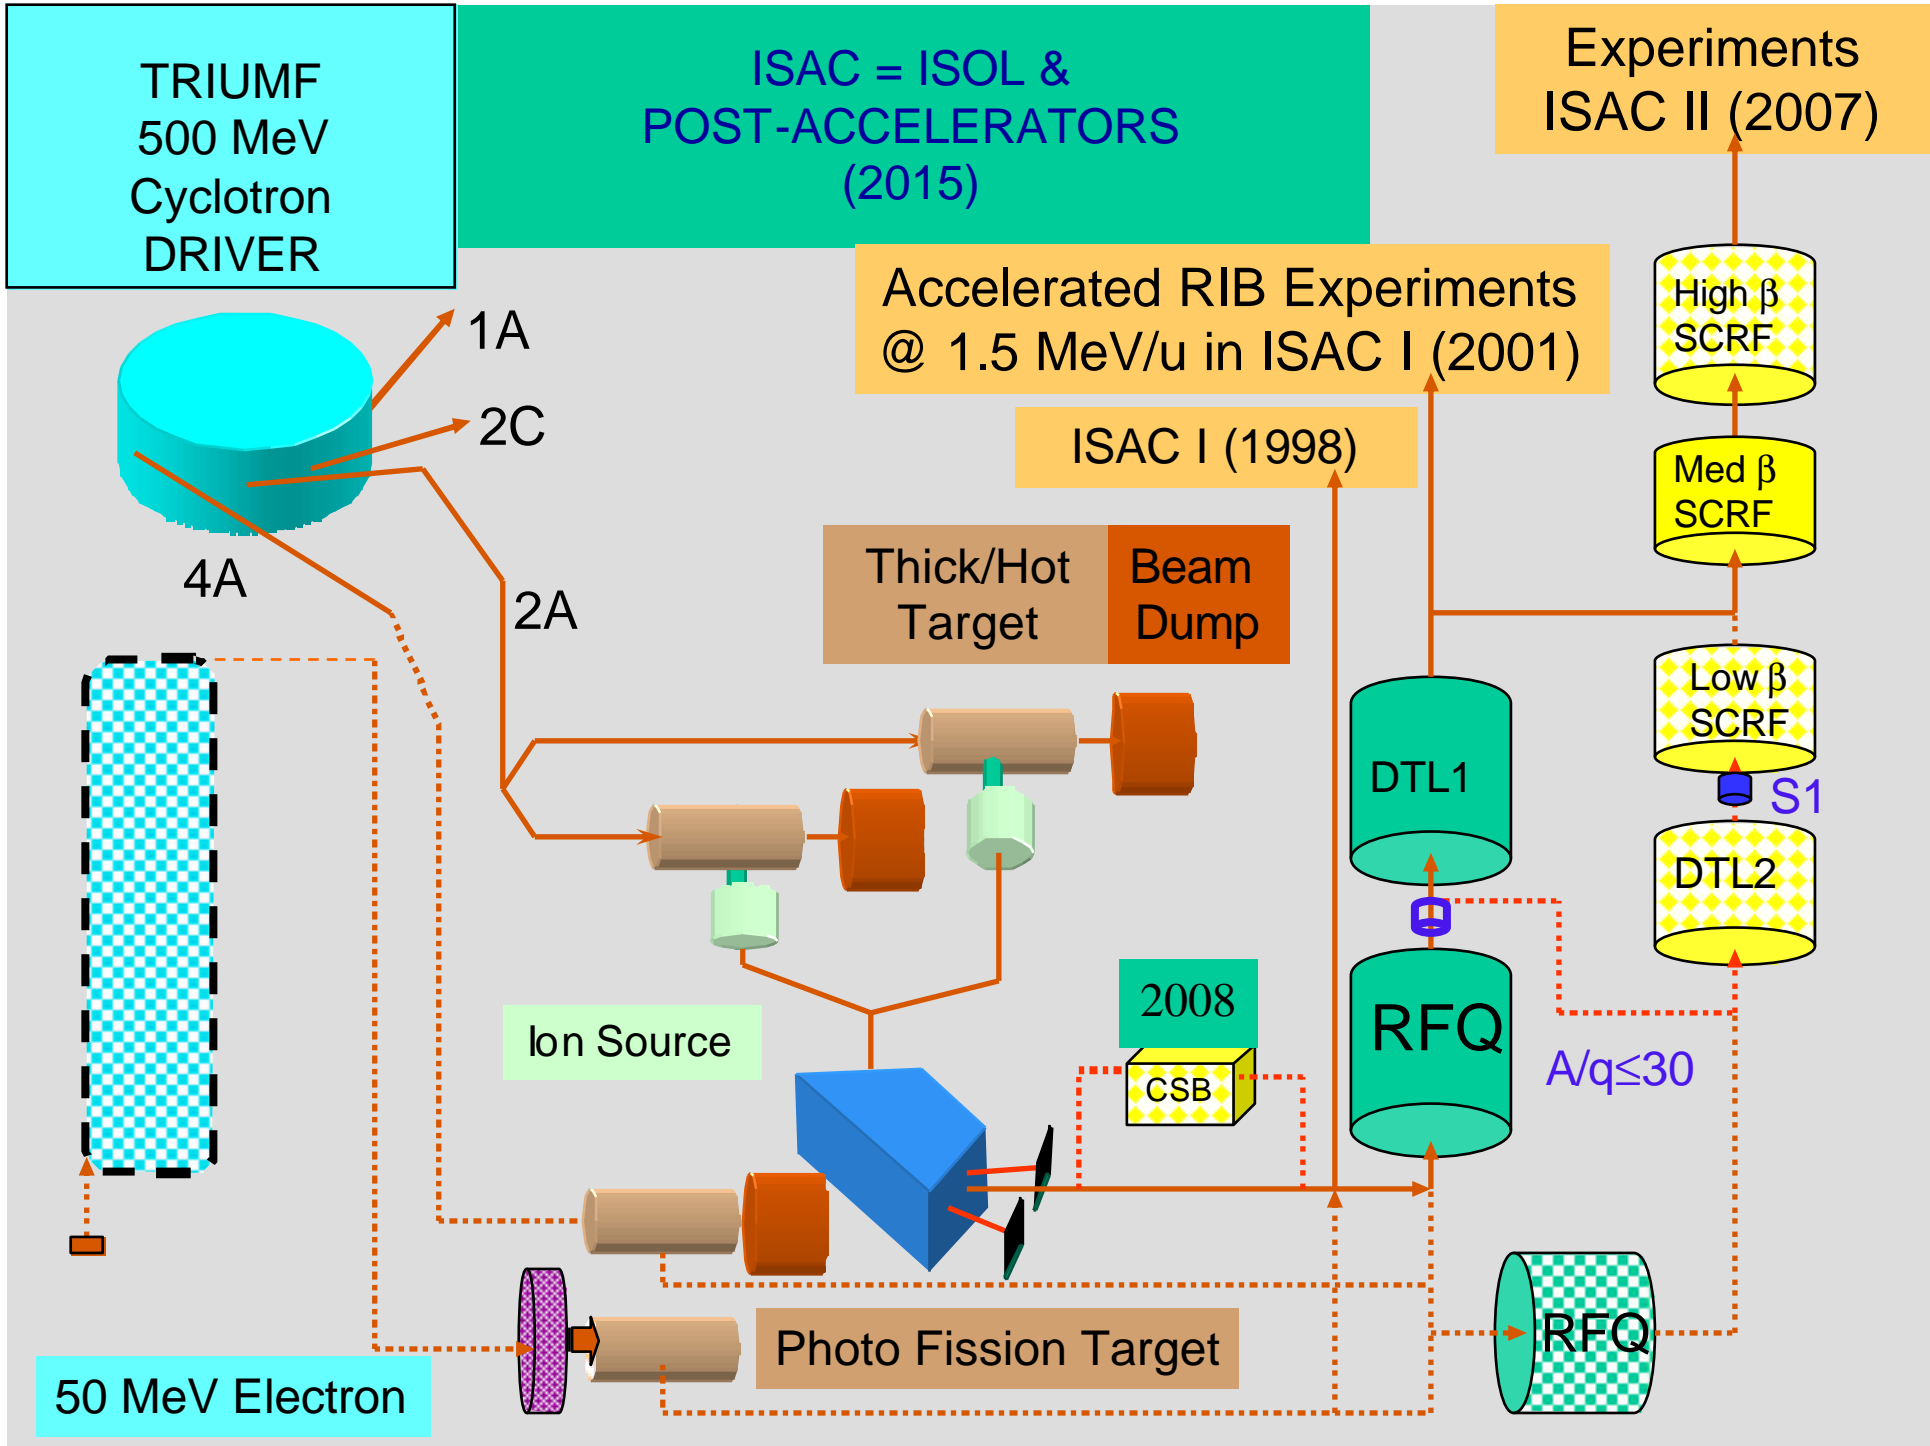 TRIUMF
500 MeV
Cyclotron
DRIVER
ISAC = ISOL &
POST-ACCELERATORS
(2015)
Experiments
ISAC II (2007)
Accelerated RIB Experiments
@ 1.5 MeV/u in ISAC I (2001)
High β
SCRF
1A
2C
ISAC I (1998)
Med β
SCRF
4A
2A
Thick/Hot
Target
Beam
Dump
Low β
SCRF
DTL1
S1
DTL2
2008
CSB
Ion Source
RFQ
A/q≤30
RFQ
Photo Fission Target
50 MeV Electron